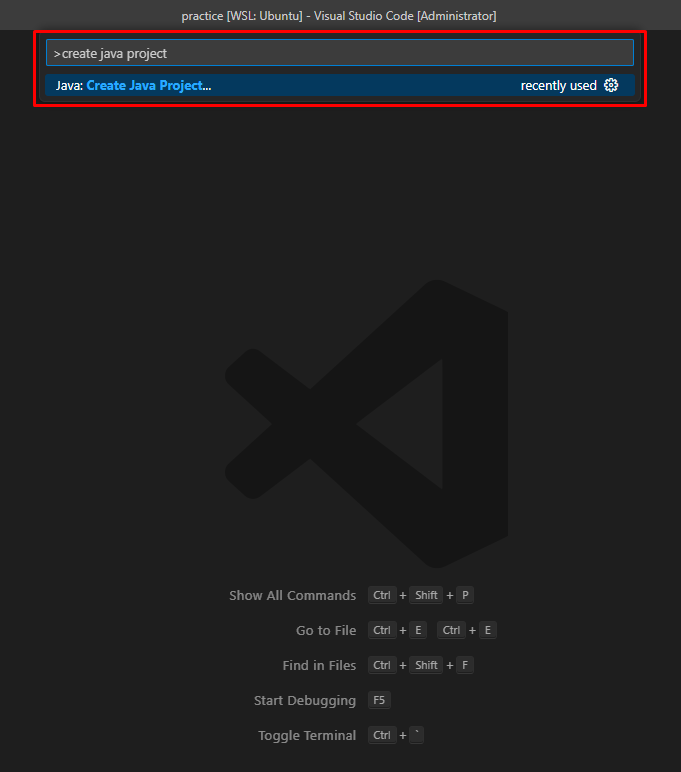 practice [WSL: Ubuntu] - Visual Studio Code [Administrator]
>create java project
Java: Create Java Project... recently used
Show All Commands Ctrl + Shift + P
Go to File Ctrl + E Ctrl + E
Find in Files Ctrl + Shift + F
Start Debugging F5
Toggle Terminal Ctrl + `